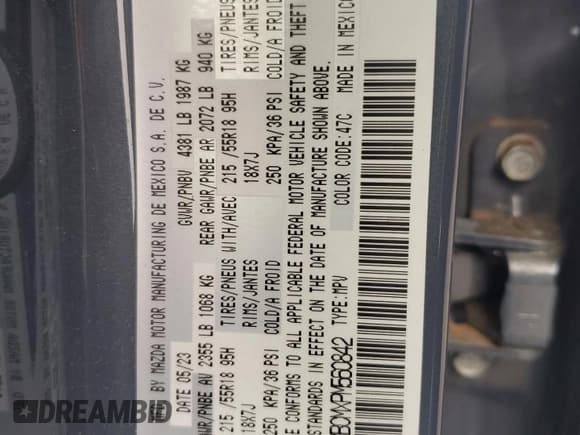 BY MAZDA MOTOR MANUFACTURING DE MEXICO S.A. DE C.V.
DATE 05/23 GVWR/PNBV 4381 LB 1987 KG
GAWR/PNBE AV 2355 LB 1068 KG REAR GAWR/PNBE AR 2072 LB 940 KG
215 /55R18 95H TIRES/PNEUS WITH/AVEC 215 /55R18 95H TIRES/PNEUS
18X7J RIMS/JANTES 18X7J RIMS/JANTES
250 KPA/36 PSI COLD/A FROID 250 KPA/36 PSI COLD/A FROID
CONFORMS TO ALL APPLICABLE FEDERAL MOTOR VEHICLE SAFETY AND THEFT
STANDARDS IN EFFECT ON THE DATE OF MANUFACTURE SHOWN ABOVE.
TYPE:MPV COLOR CODE:47C MADE IN MEXICO
AI DEALERSHIP